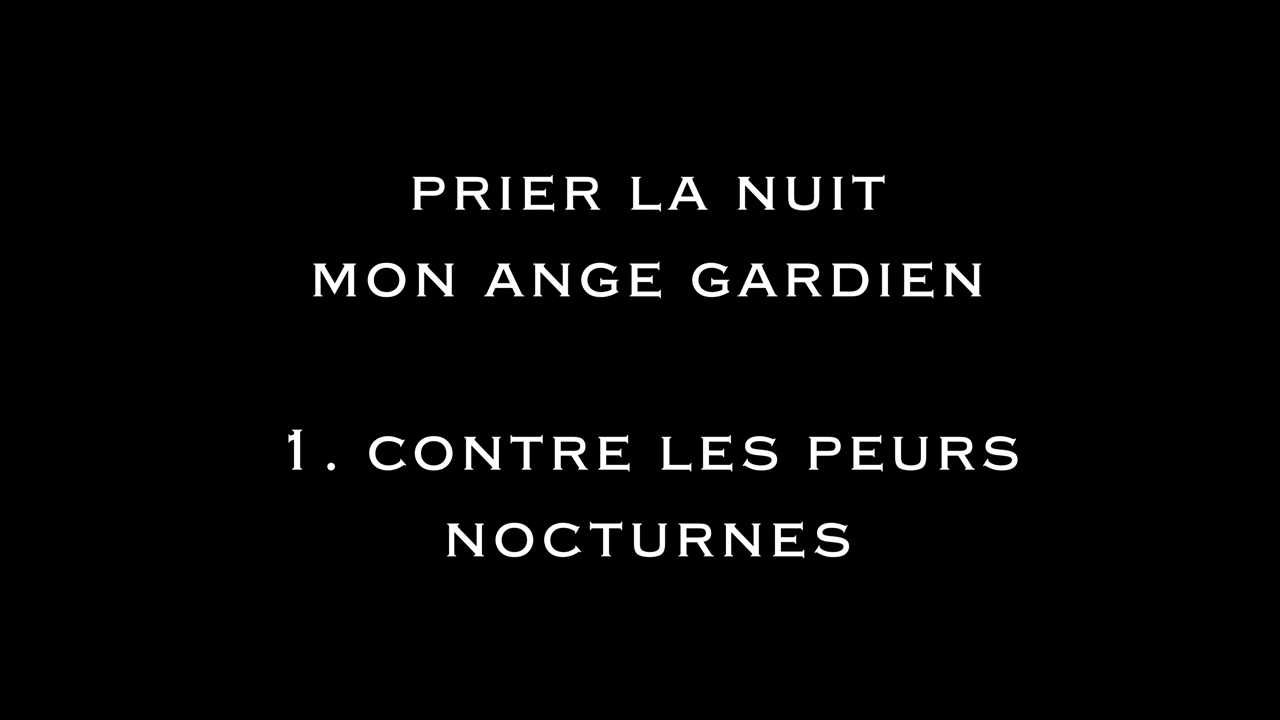 PRIER LA NUIT
MON ANGE GARDIEN
1. CONTRE LES PEURS
NOCTURNES